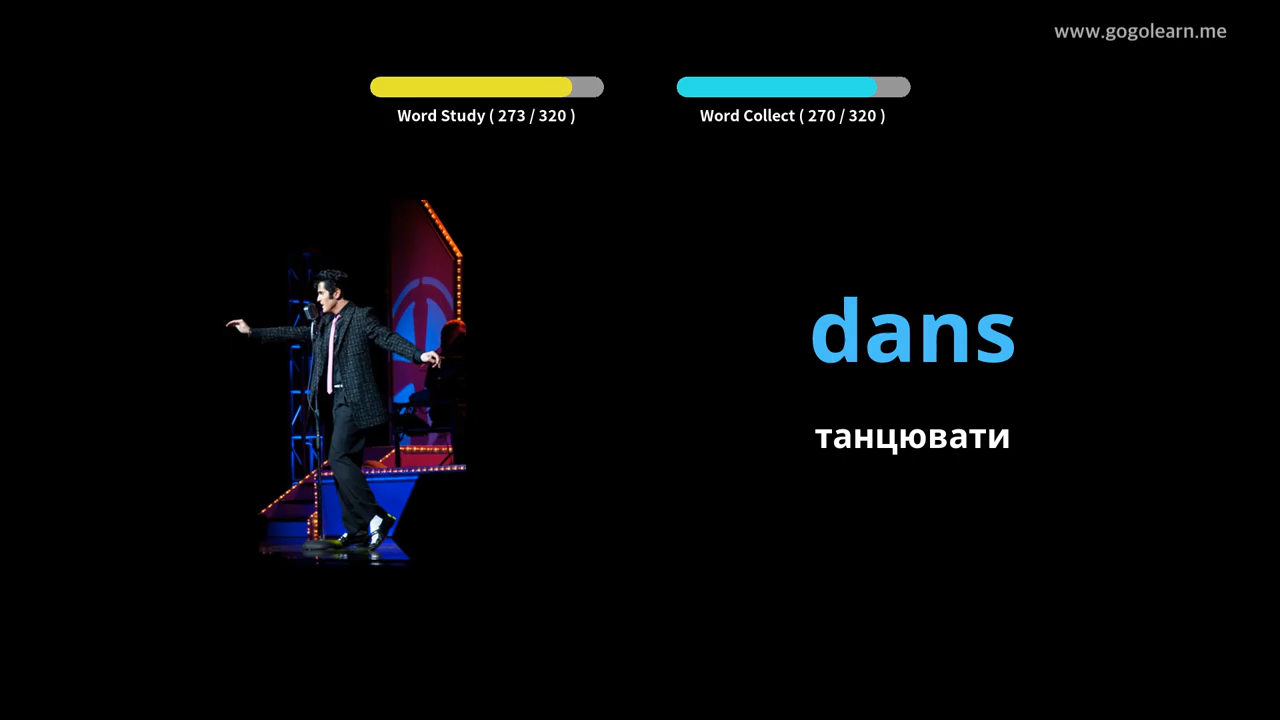 www.gogolearn.me
Word Study ( 273 / 320 )
Word Collect ( 270 / 320 )
dans
танцювати